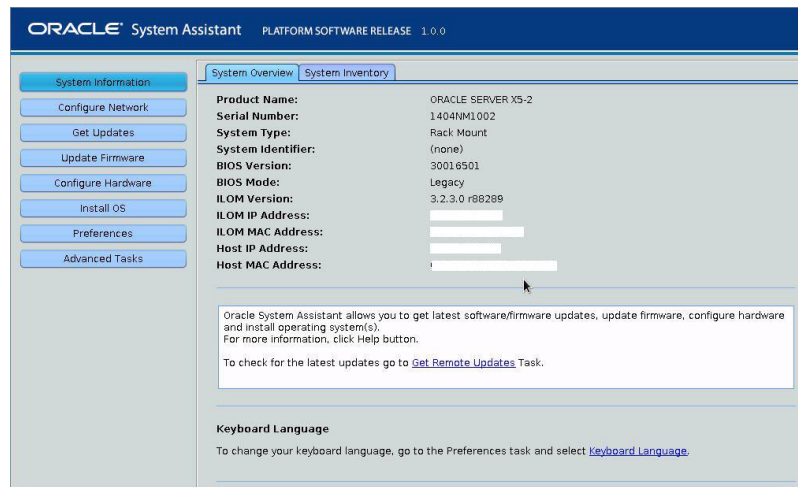 ORACLE System Assistant PLATFORM SOFTWARE RELEASE 1.0.0
System Information
Configure Network
Get Updates
Update Firmware
Configure Hardware
Install OS
Preferences
Advanced Tasks
System Overview System Inventory
Product Name: ORACLE SERVER X5-2
Serial Number: 1404NM1002
System Type: Rack Mount
System Identifier: (none)
BIOS Version: 30016501
BIOS Mode: Legacy
ILOM Version: 3.2.3.0 r88289
ILOM IP Address:
ILOM MAC Address:
Host IP Address:
Host MAC Address:
Oracle System Assistant allows you to get latest software/firmware updates, update firmware, configure hardware
and install operating system(s).
For more information, click Help button.
To check for the latest updates go to Get Remote Updates Task.
Keyboard Language
To change your keyboard language, go to the Preferences task and select Keyboard Language.